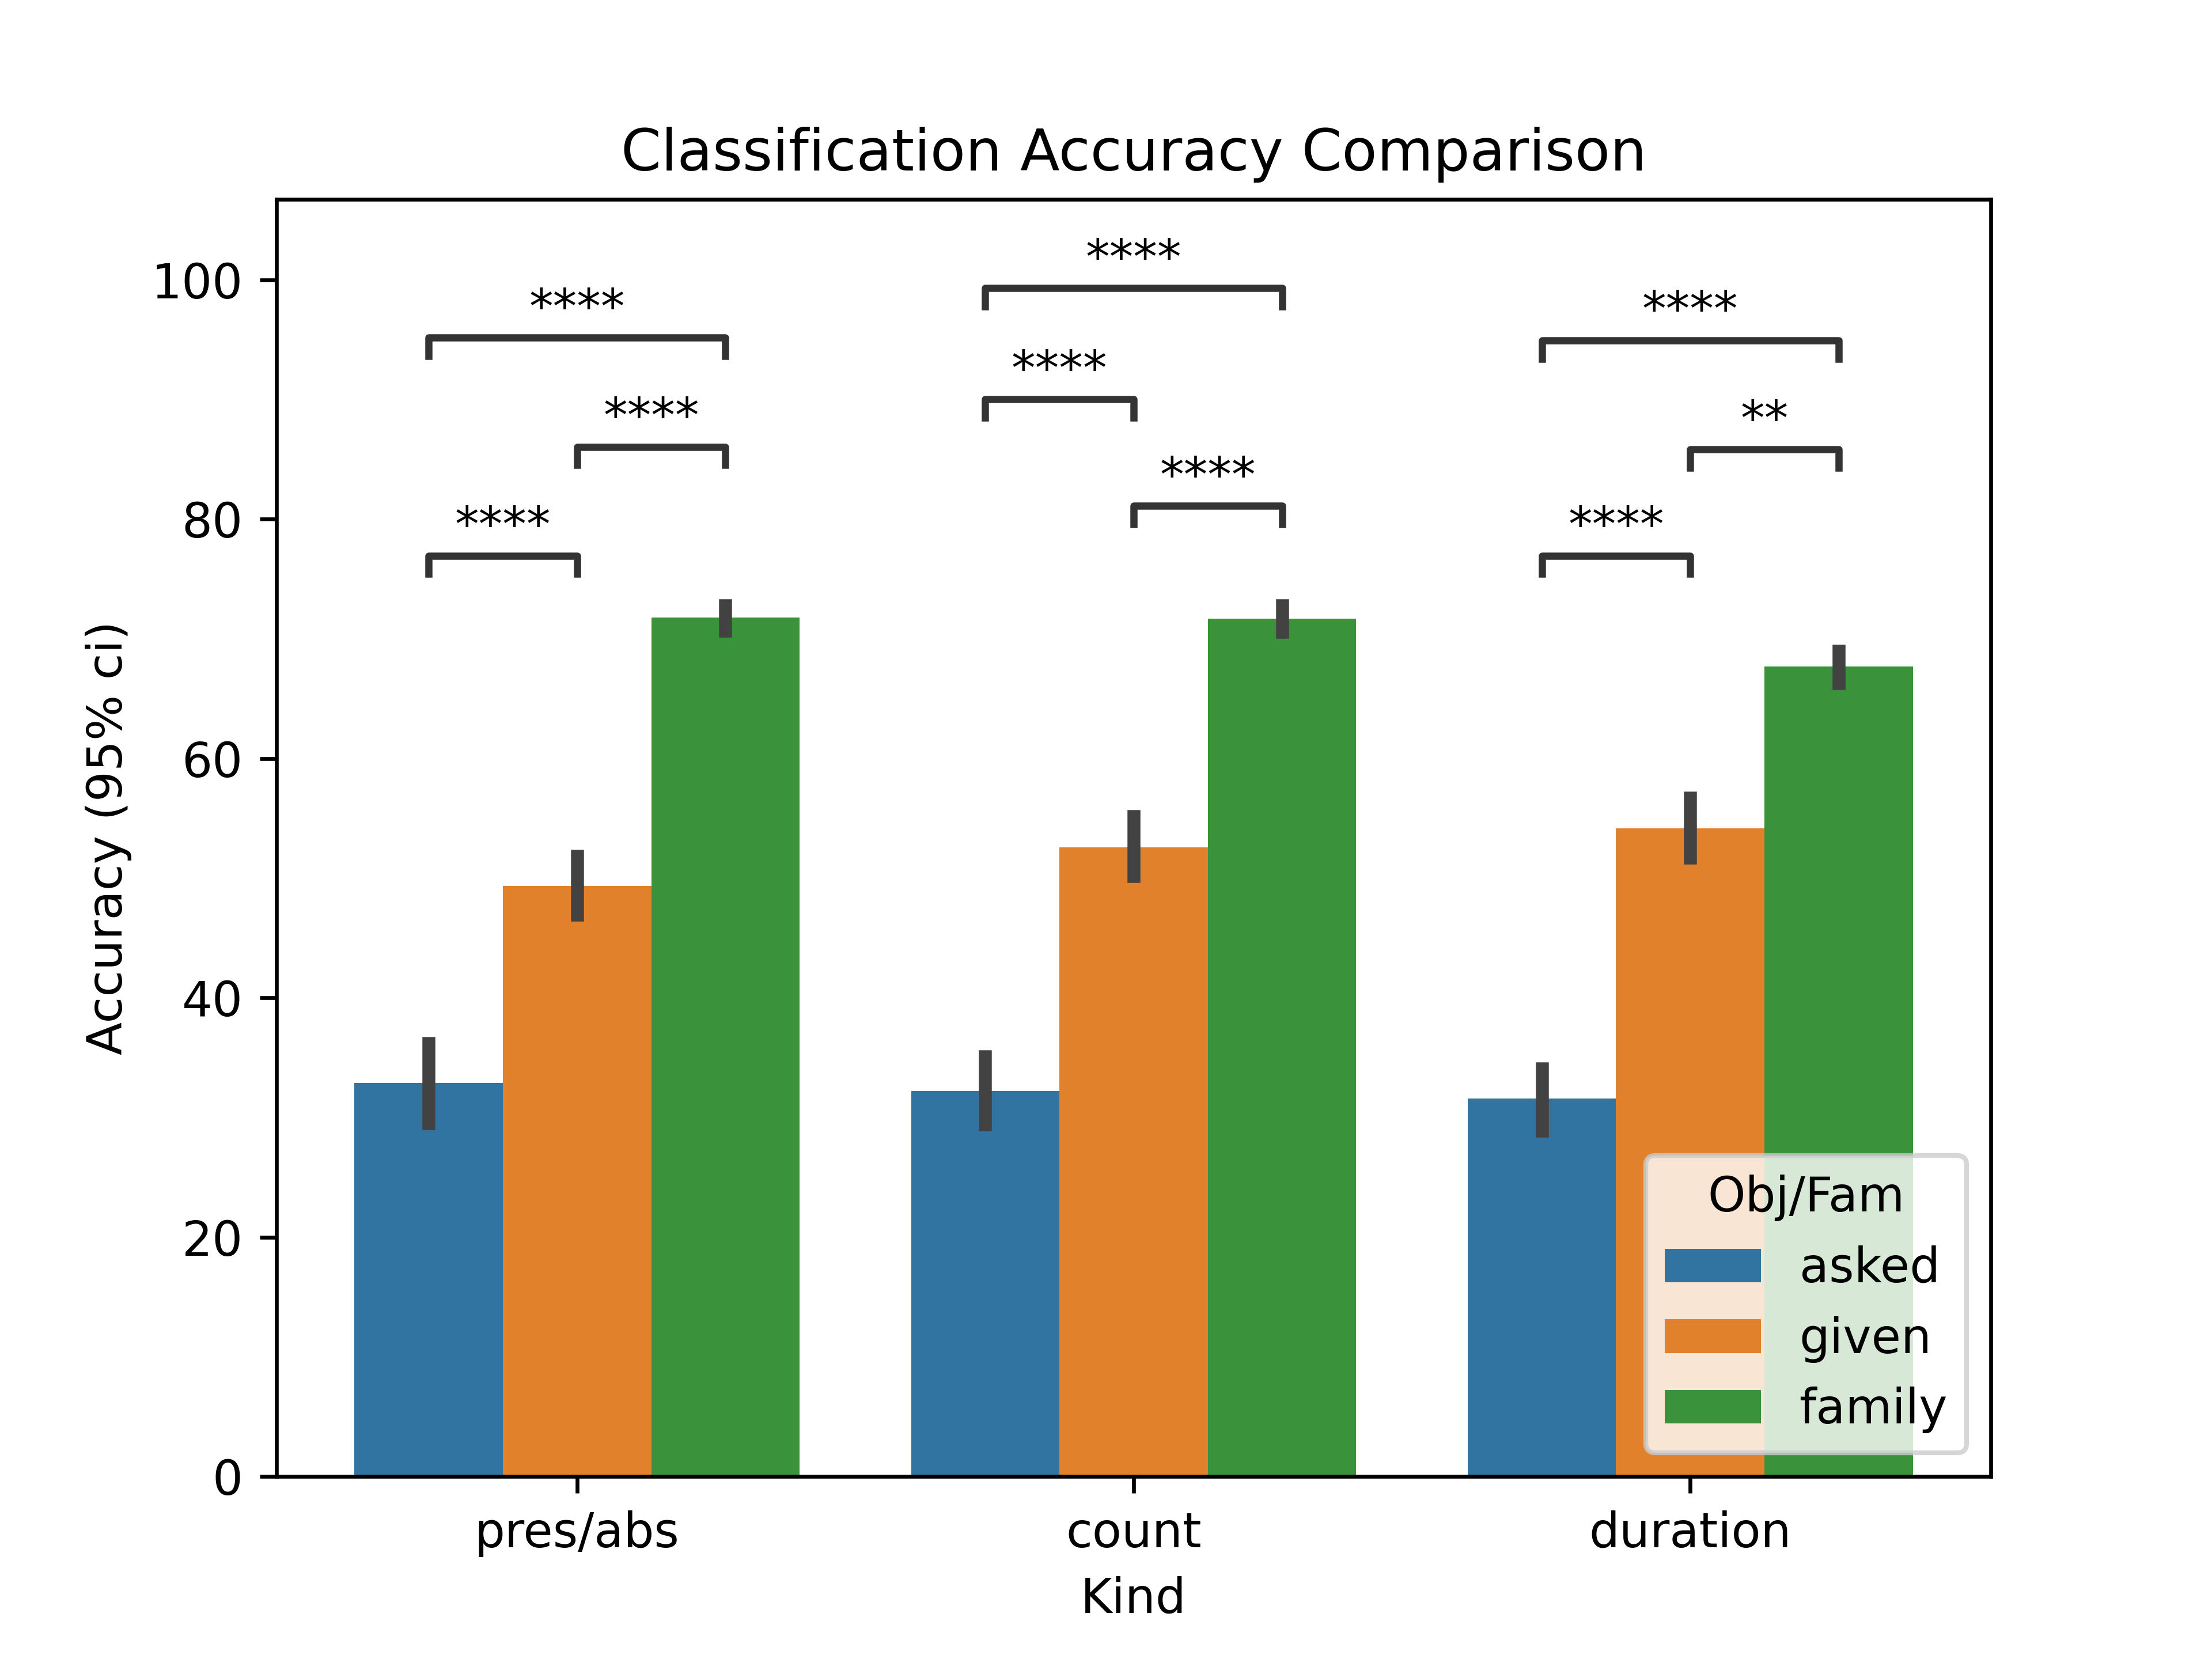 Classification Accuracy Comparison
Accuracy (95% ci)
100
80
60
40
20
0
****
****
****
****
****
****
****
**
****
Obj/Fam
asked
given
family
pres/abs
count
duration
Kind